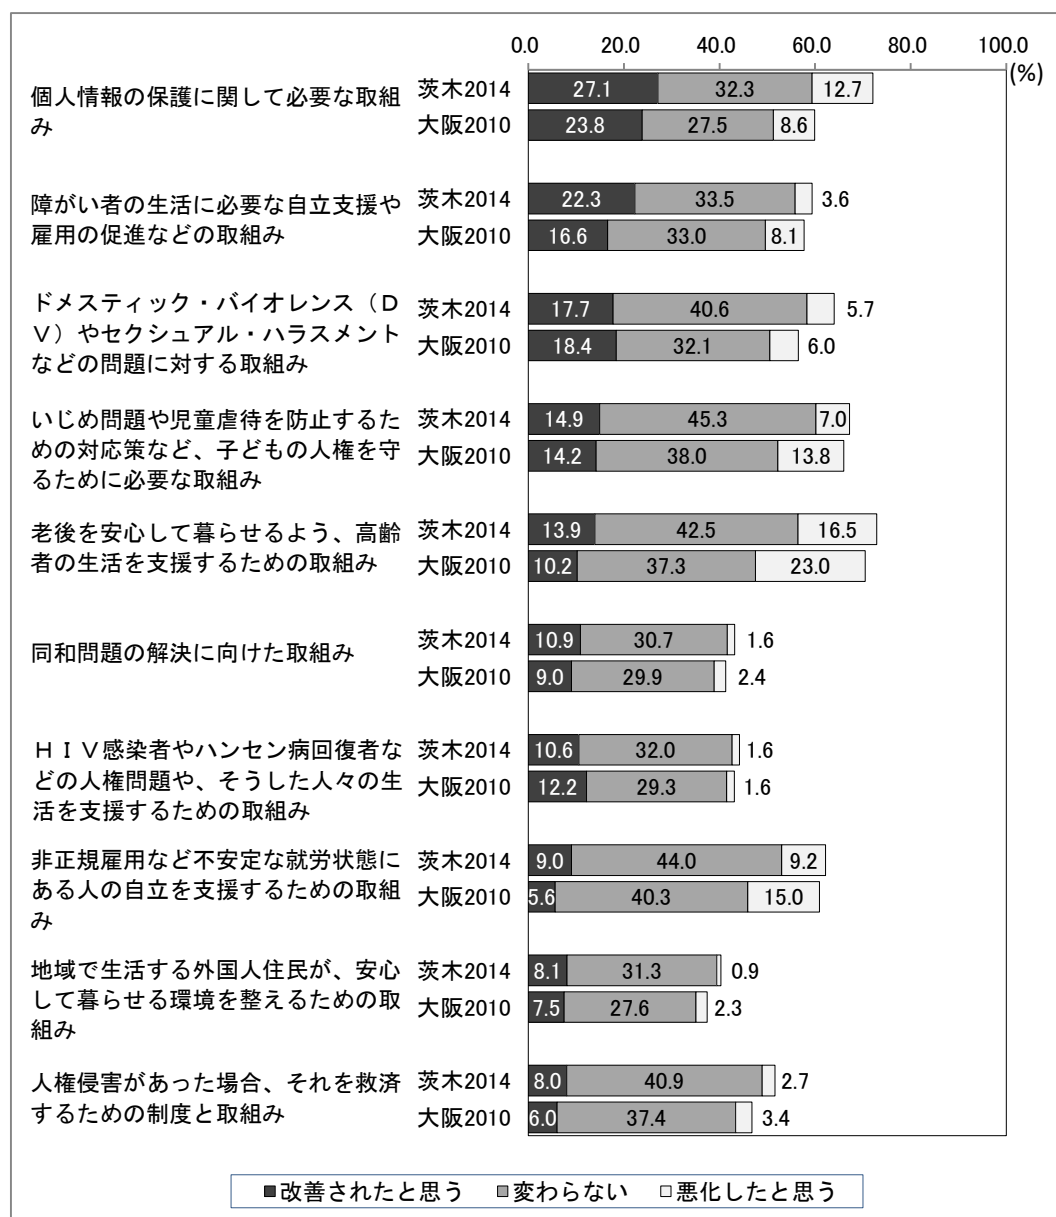 0.0 20.0 40.0 60.0 80.0 100.0
(%)
個人情報の保護に関して必要な取組
み
茨木2014 27.1 32.3 12.7
大阪2010 23.8 27.5 8.6
障がい者の生活に必要な自立支援や
雇用の促進などの取組み
茨木2014 22.3 33.5 3.6
大阪2010 16.6 33.0 8.1
ドメスティック・バイオレンス（Ｄ
Ｖ）やセクシュアル・ハラスメント
などの問題に対する取組み
茨木2014 17.7 40.6 5.7
大阪2010 18.4 32.1 6.0
いじめ問題や児童虐待を防止するた
めの対応策など、子どもの人権を守
るために必要な取組み
茨木2014 14.9 45.3 7.0
大阪2010 14.2 38.0 13.8
老後を安心して暮らせるよう、高齢
者の生活を支援するための取組み
茨木2014 13.9 42.5 16.5
大阪2010 10.2 37.3 23.0
同和問題の解決に向けた取組み
茨木2014 10.9 30.7 1.6
大阪2010 9.0 29.9 2.4
ＨＩＶ感染者やハンセン病回復者な
どの人権問題や、そうした人々の生
活を支援するための取組み
茨木2014 10.6 32.0 1.6
大阪2010 12.2 29.3 1.6
非正規雇用など不安定な就労状態に
ある人の自立を支援するための取組
み
茨木2014 9.0 44.0 9.2
大阪2010 5.6 40.3 15.0
地域で生活する外国人住民が、安心
して暮らせる環境を整えるための取
組み
茨木2014 8.1 31.3 0.9
大阪2010 7.5 27.6 2.3
人権侵害があった場合、それを救済
するための制度と取組み
茨木2014 8.0 40.9 2.7
大阪2010 6.0 37.4 3.4
■改善されたと思う ■変わらない □悪化したと思う